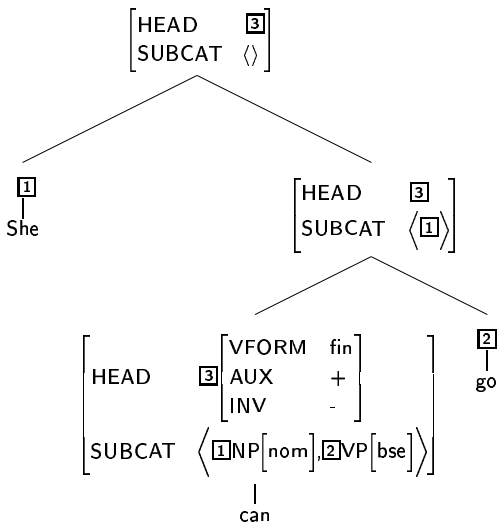 HEAD 3
SUBCAT ⟨⟩
1
She
HEAD 3
SUBCAT ⟨1⟩
HEAD 3[VFORM fin
AUX +
INV -]
SUBCAT ⟨1NP[nom],2VP[bse]⟩
can
2
go